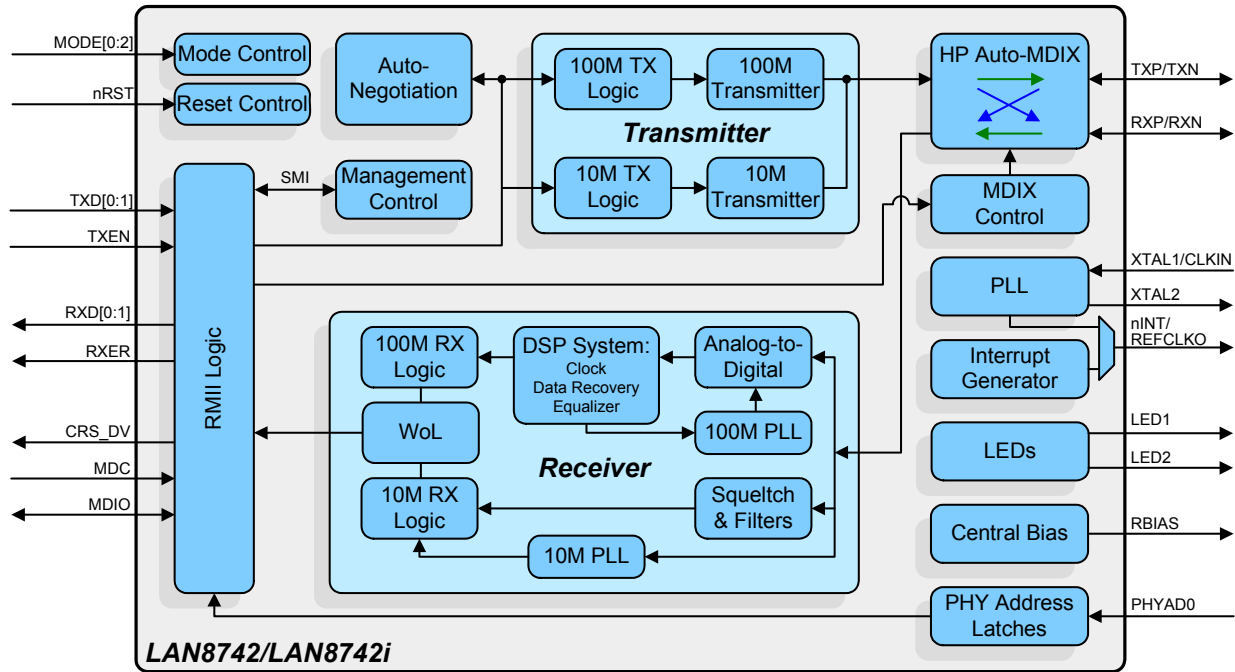 MODE[0:2]
nRST
TXD[0:1]
TXEN
RXD[0:1]
RXER
CRS_DV
MDC
MDIO
Mode Control
Reset Control
RMII Logic
SMI
Auto-
Negotiation
Management
Control
100M TX
Logic
100M
Transmitter
Transmitter
10M TX
Logic
10M
Transmitter
100M RX
Logic
WoL
10M RX
Logic
DSP System:
Clock
Data Recovery
Equalizer
Analog-to-
Digital
100M PLL
Receiver
Squeltch
& Filters
10M PLL
HP Auto-MDIX
MDIX
Control
PLL
Interrupt
Generator
LEDs
Central Bias
PHY Address
Latches
TXP/TXN
RXP/RXN
XTAL1/CLKIN
XTAL2
nINT/
REFCLKO
LED1
LED2
RBIAS
PHYAD0
LAN8742/LAN8742i